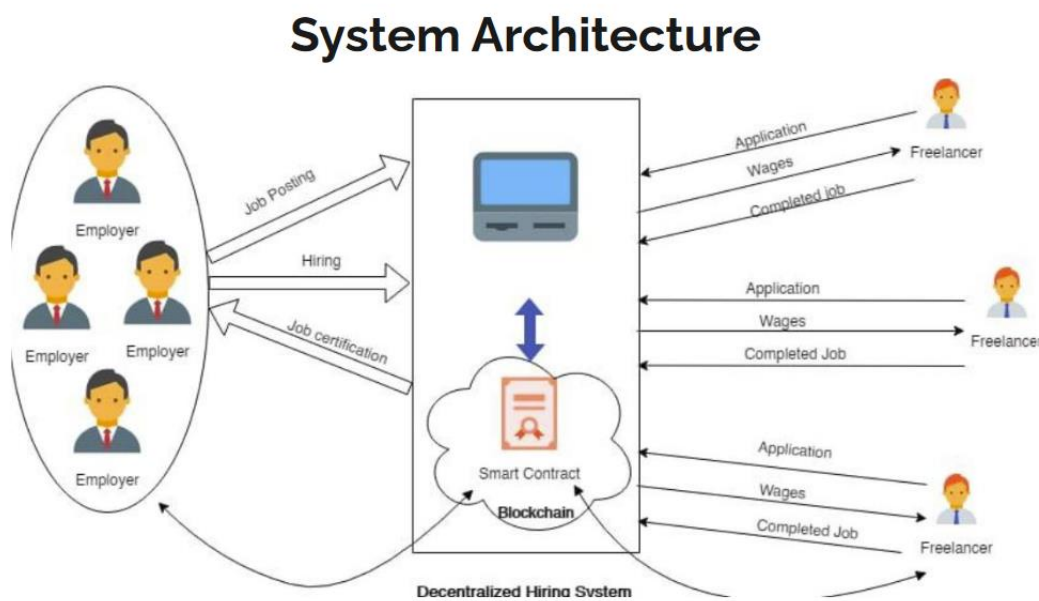 System Architecture
Employer
Employer
Employer
Employer
Job Posting
Hiring
Job certification
Smart Contract
Blockchain
Decentralized Hiring System
Application
Wages
Completed job
Freelancer
Application
Wages
Completed Job
Freelancer
Application
Wages
Completed Job
Freelancer